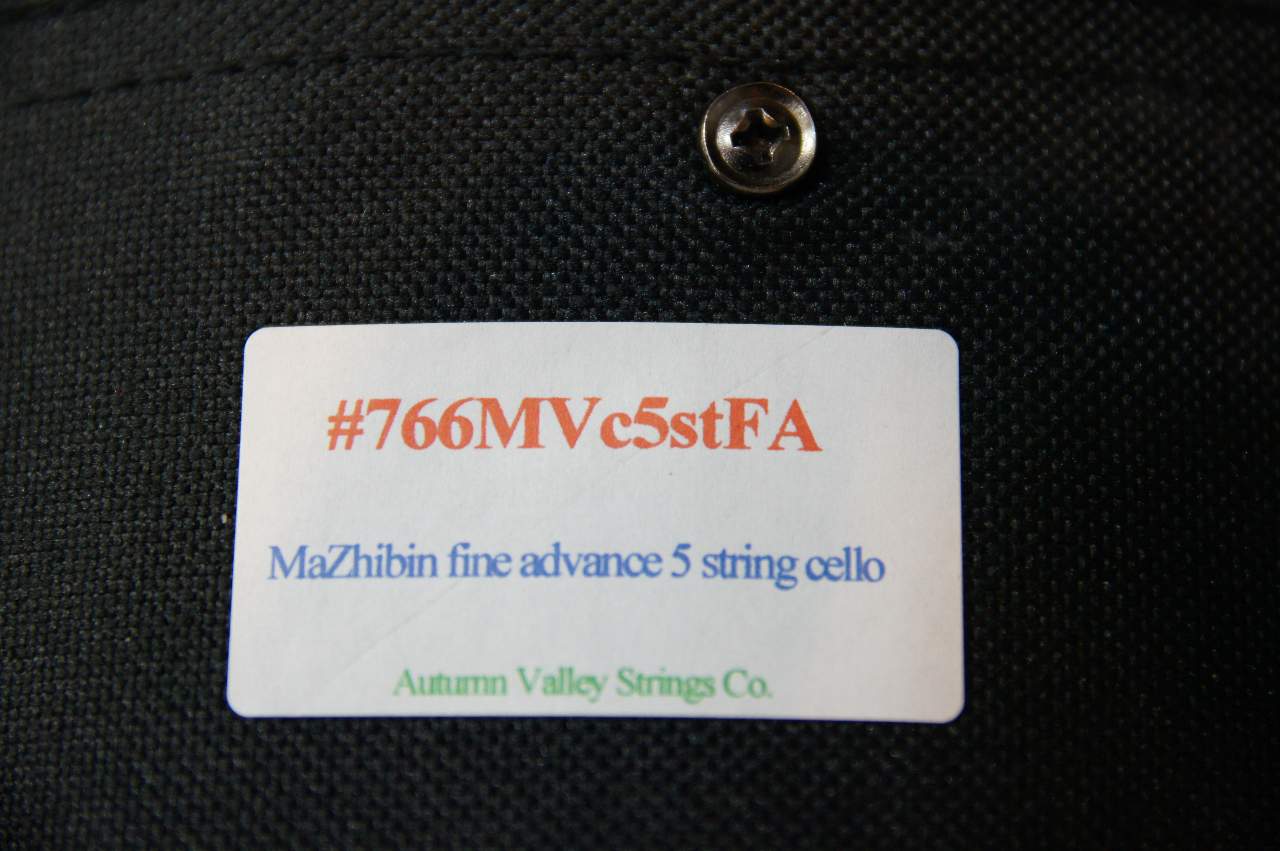 #766MVc5stFA
MaZhibin fine advance 5 string cello
Autumn Valley Strings Co.